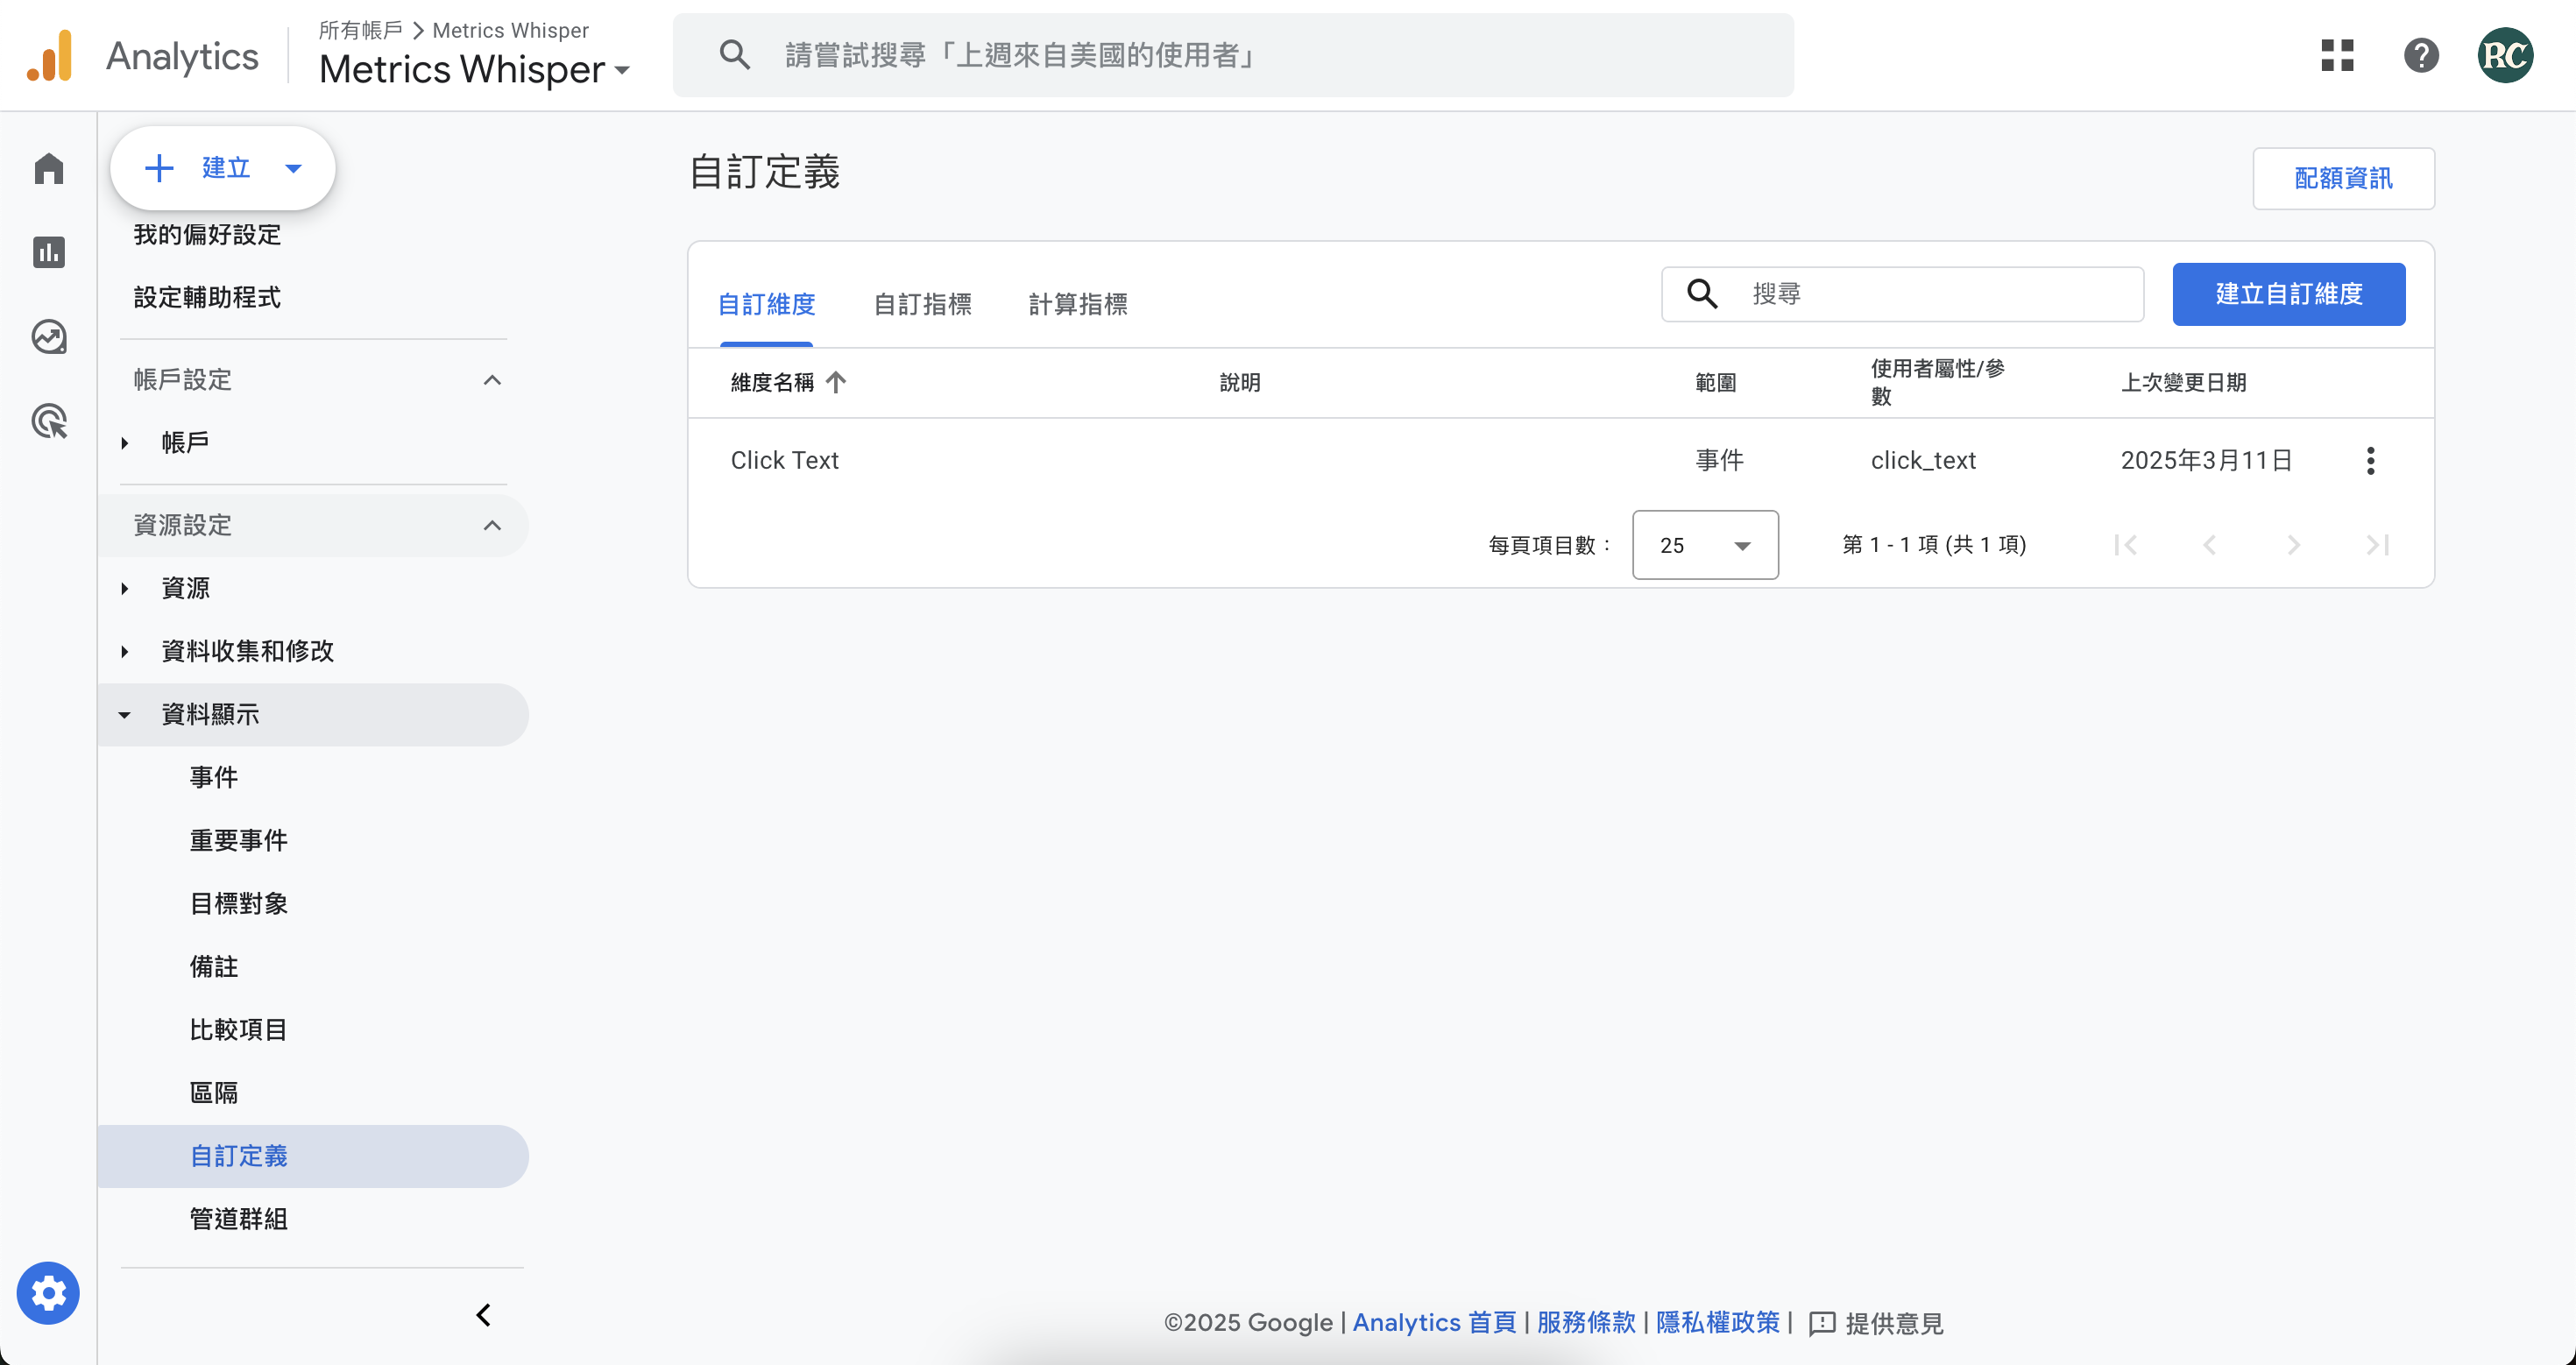 Analytics
所有帳戶 > Metrics Whisper
Metrics Whisper
請嘗試搜尋「上週來自美國的使用者」
RC
建立
我的偏好設定
設定輔助程式
帳戶設定
帳戶
資源設定
資源
資料收集和修改
資料顯示
事件
重要事件
目標對象
備註
比較項目
區隔
自訂定義
管道群組
自訂定義
配額資訊
自訂維度 自訂指標 計算指標
搜尋
建立自訂維度
維度名稱 說明 範圍 使用者屬性/參
數 上次變更日期
Click Text 事件 click_text 2025年3月11日
每頁項目數： 25 第 1 - 1 項 (共 1 項)
©2025 Google | Analytics 首頁 | 服務條款 | 隱私權政策 | 提供意見